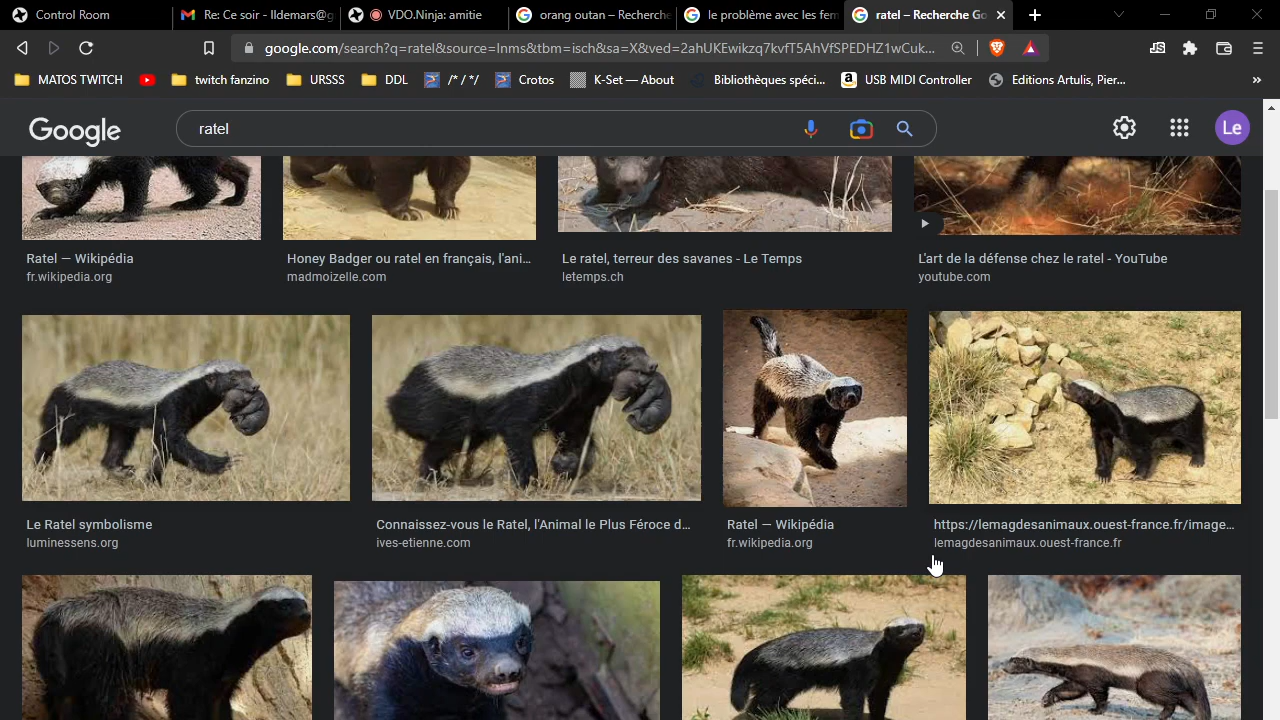 Control Room
Re: Ce soir - Ildemars@g
VDO.Ninja: amitie
orang outan – Recherche
le problème avec les fem
ratel – Recherche Go
google.com/search?q=ratel&source=lnms&tbm=isch&sa=X&ved=2ahUKEwikzq7kvfT5AhVfSPEDHZ1wCuk...
MATOS TWITCH
twitch fanzino
URSSS
DDL
/* / */
Crotos
K-Set — About
Bibliothèques spéci...
USB MIDI Controller
Editions Artulis, Pier...
»
Google
ratel
Le
Ratel — Wikipédia
fr.wikipedia.org
Honey Badger ou ratel en français, l'ani...
madmoizelle.com
Le ratel, terreur des savanes - Le Temps
letemps.ch
L'art de la défense chez le ratel - YouTube
youtube.com
Le Ratel symbolisme
luminessens.org
Connaissez-vous le Ratel, l'Animal le Plus Féroce d...
ives-etienne.com
Ratel — Wikipédia
fr.wikipedia.org
https://lemagdesanimaux.ouest-france.fr/image...
lemagdesanimaux.ouest-france.fr